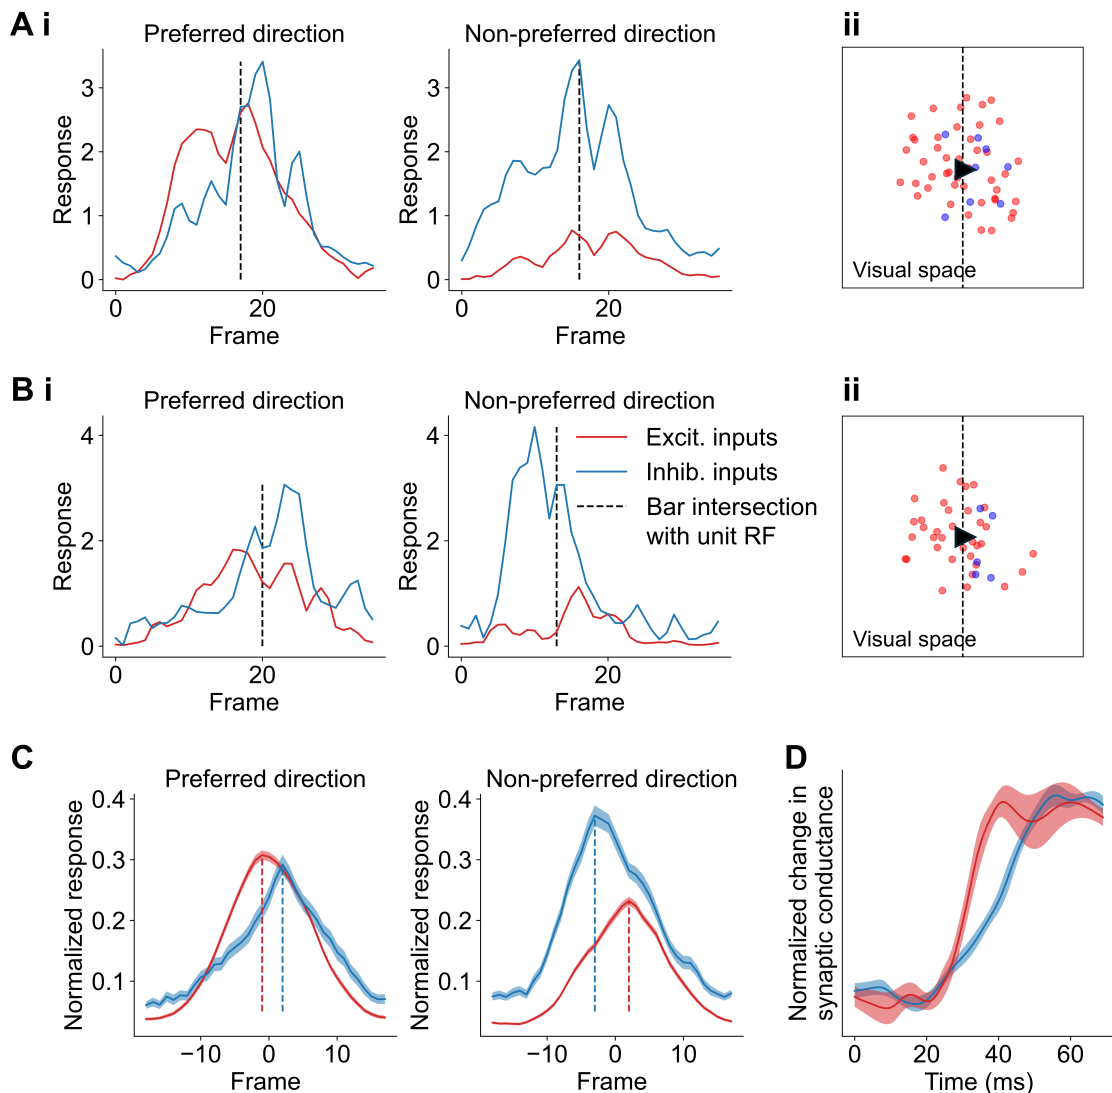 A i
Preferred direction
Non-preferred direction
ii
Response
3
2
1
0
0
20
Frame
Response
3
2
1
0
0
20
Frame
Visual space
B i
Preferred direction
Non-preferred direction
ii
Response
4
2
0
0
20
Frame
Response
4
2
0
0
20
Frame
Excit. inputs
Inhib. inputs
Bar intersection
with unit RF
Visual space
C
Preferred direction
Non-preferred direction
D
Normalized response
0.4
0.3
0.2
0.1
−10
0
10
Frame
Normalized response
0.4
0.3
0.2
0.1
−10
0
10
Frame
Normalized change in
synaptic conductance
0
20
40
60
Time (ms)